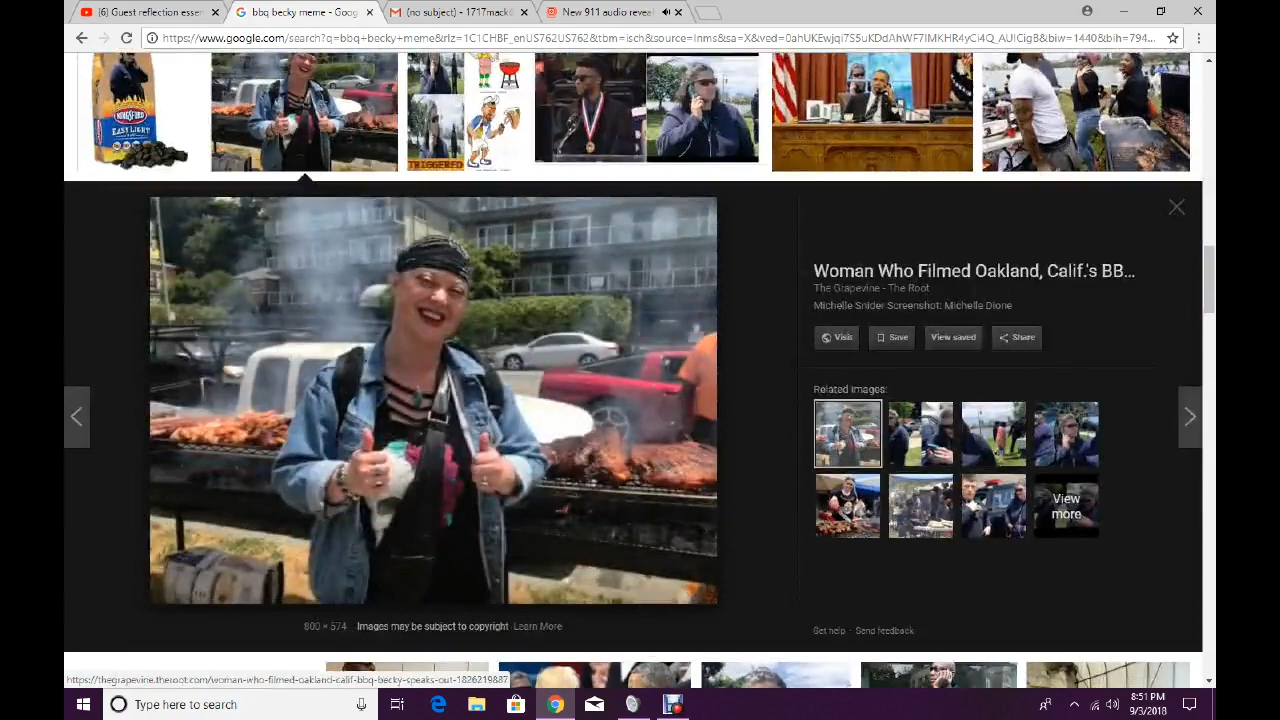 [6] Guest reflection essen
bbq becky meme - Goog
(no subject) - 1717mack@
New 911 audio reveal
https://www.google.com/search?q=bbq+becky+meme&rlz=1C1CHBF_enUS762US762&tbm=isch&source=lnms&sa=X&ved=0ahUKEwjqi7S5uKDdAhWF7IMKHR4yCi4Q_AUICigB&biw=1440&bih=794...
KINGSFORD
EASY LIGHT
TRIGGERED
Woman Who Filmed Oakland, Calif.'s BB...
The Grapevine - The Root
Michelle Snider Screenshot: Michelle Dione
Visit
Save
View saved
Share
Related images:
View
more
800 × 574
Images may be subject to copyright
Learn More
Get help - Send feedback
https://thegrapevine.theroot.com/woman-who-filmed-oakland-calif-bbq-becky-speaks-out-1826219887
Type here to search
8:51 PM
9/3/2018